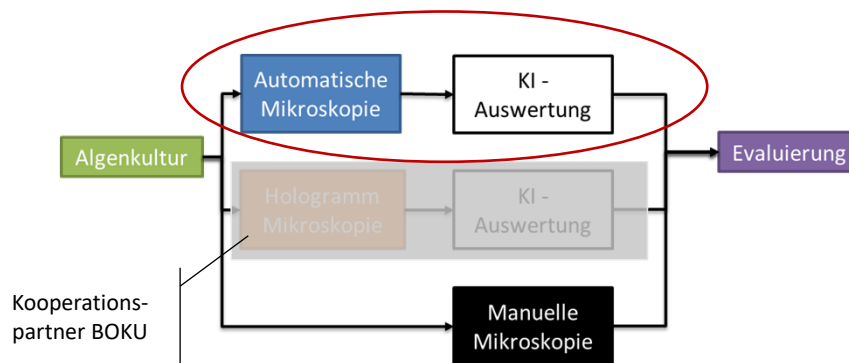 Automatische
Mikroskopie
KI -
Auswertung
Algenkultur
Evaluierung
Hologramm
Mikroskopie
KI -
Auswertung
Kooperations-
partner BOKU
Manuelle
Mikroskopie